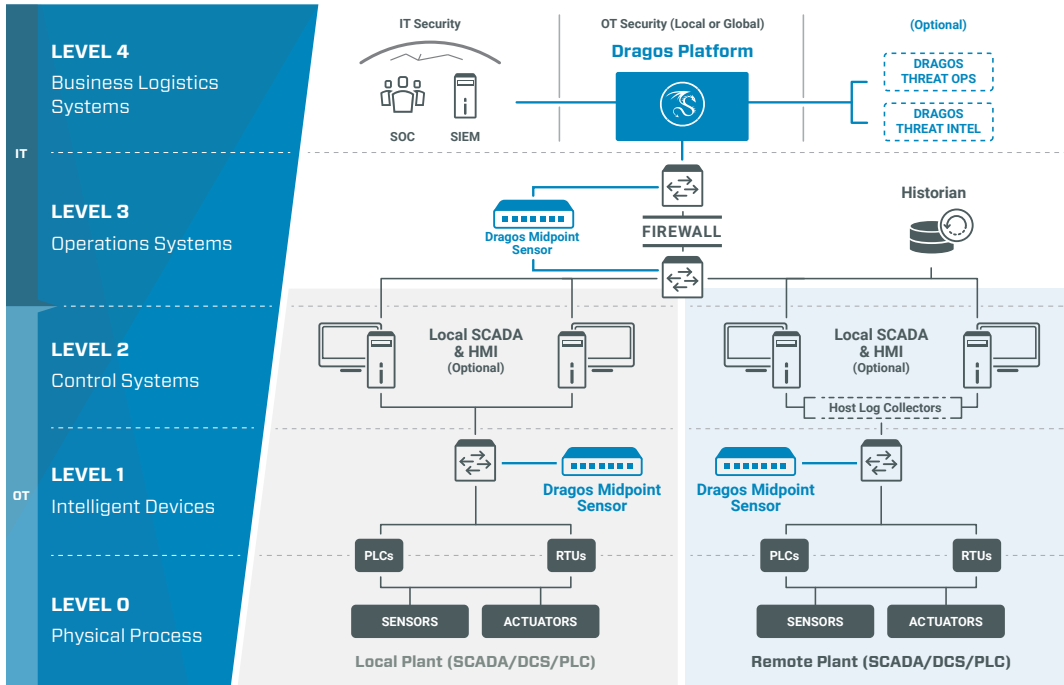 IT Security
OT Security (Local or Global)
(Optional)
LEVEL 4
Business Logistics
Systems
Dragos Platform
DRAGOS
THREAT OPS
DRAGOS
THREAT INTEL
SOC
SIEM
IT
LEVEL 3
Operations Systems
Dragos Midpoint
Sensor
FIREWALL
Historian
LEVEL 2
Control Systems
Local SCADA
& HMI
(Optional)
Local SCADA
& HMI
(Optional)
Host Log Collectors
OT
LEVEL 1
Intelligent Devices
Dragos Midpoint
Sensor
Dragos Midpoint
Sensor
PLCs
RTUs
PLCs
RTUs
LEVEL 0
Physical Process
SENSORS
ACTUATORS
SENSORS
ACTUATORS
Local Plant (SCADA/DCS/PLC)
Remote Plant (SCADA/DCS/PLC)